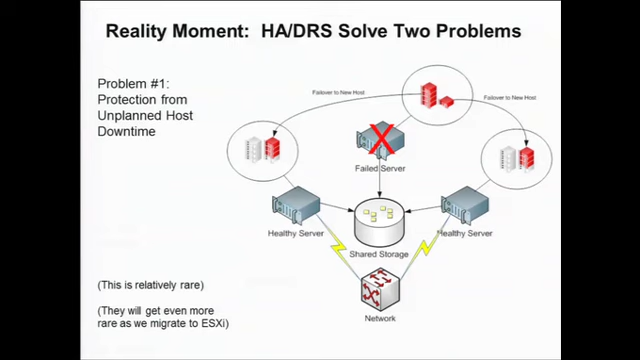 Reality Moment:  HA/DRS Solve Two Problems
Problem #1:
Protection from
Unplanned Host
Downtime
Failover to New Host
Failover to New Host
Failed Server
Healthy Server
Healthy Server
Shared Storage
Network
(This is relatively rare)
(They will get even more
rare as we migrate to ESXi)